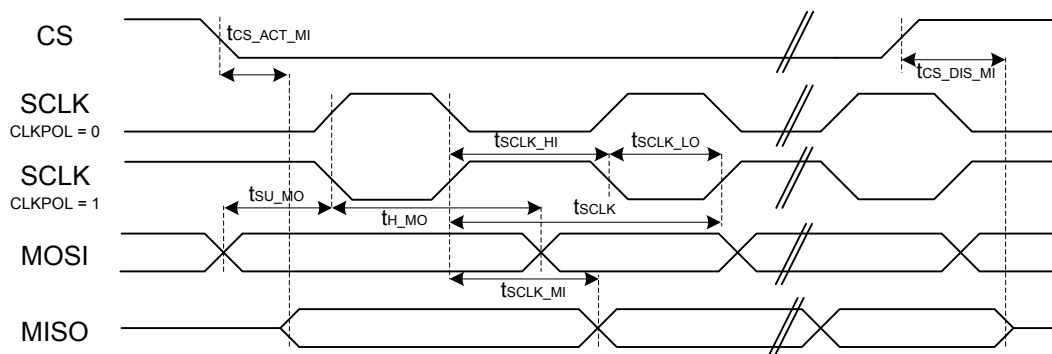 CS
tCS_ACT_MI
tCS_DIS_MI
SCLK
CLKPOL = 0
tSCLK_HI
tSCLK_LO
SCLK
CLKPOL = 1
tSU_MO
tH_MO
tSCLK
MOSI
tSCLK_MI
MISO